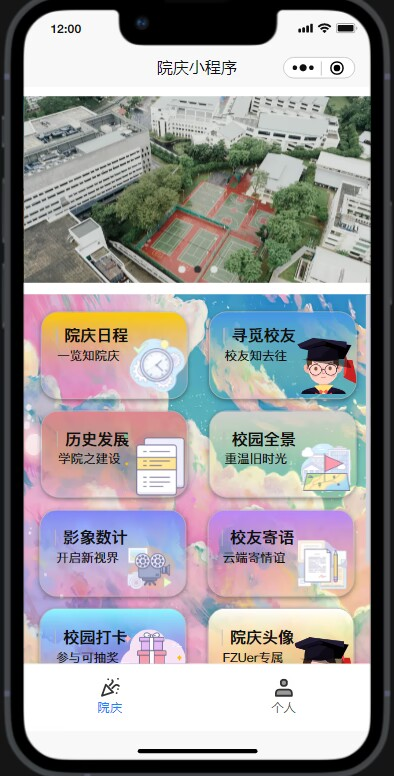 12:00
院庆小程序
院庆日程
一览知院庆
寻觅校友
校友知去往
历史发展
学院之建设
校园全景
重温旧时光
影象数计
开启新视界
校友寄语
云端寄情谊
校园打卡
参与可抽奖
院庆头像
FZUer专属
院庆
个人